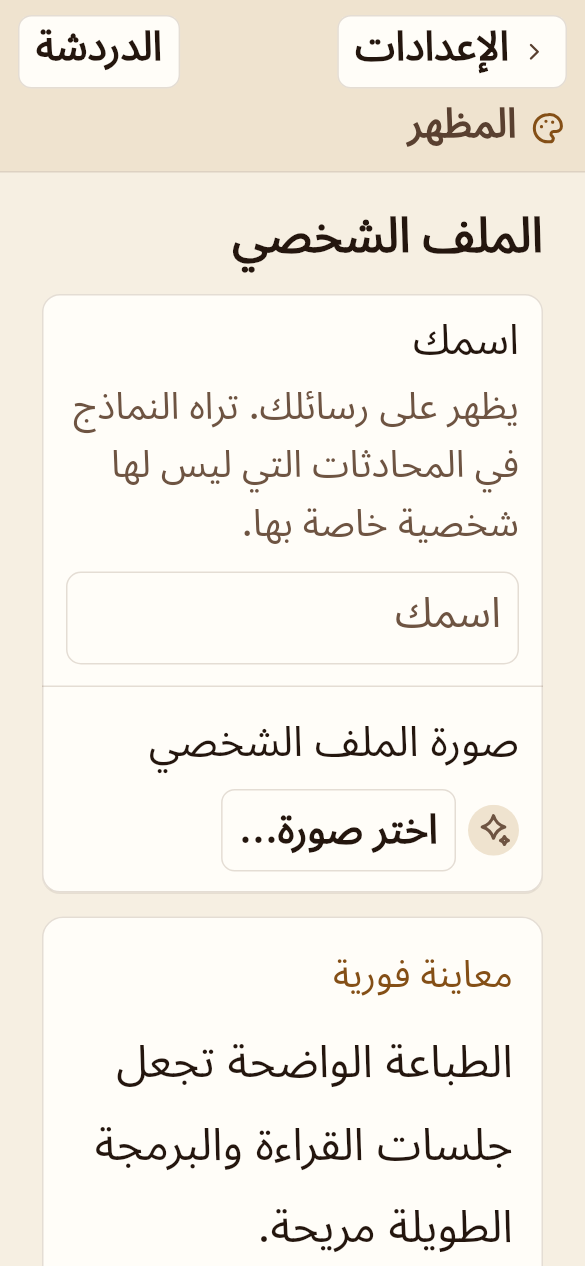 الإعدادات
الدردشة
المظهر
الملف الشخصي
اسمك
يظهر على رسائلك. تراه النماذج
في المحادثات التي ليس لها
شخصية خاصة بها.
اسمك
صورة الملف الشخصي
اختر صورة...
معاينة فورية
الطباعة الواضحة تجعل
جلسات القراءة والبرمجة
الطويلة مريحة.